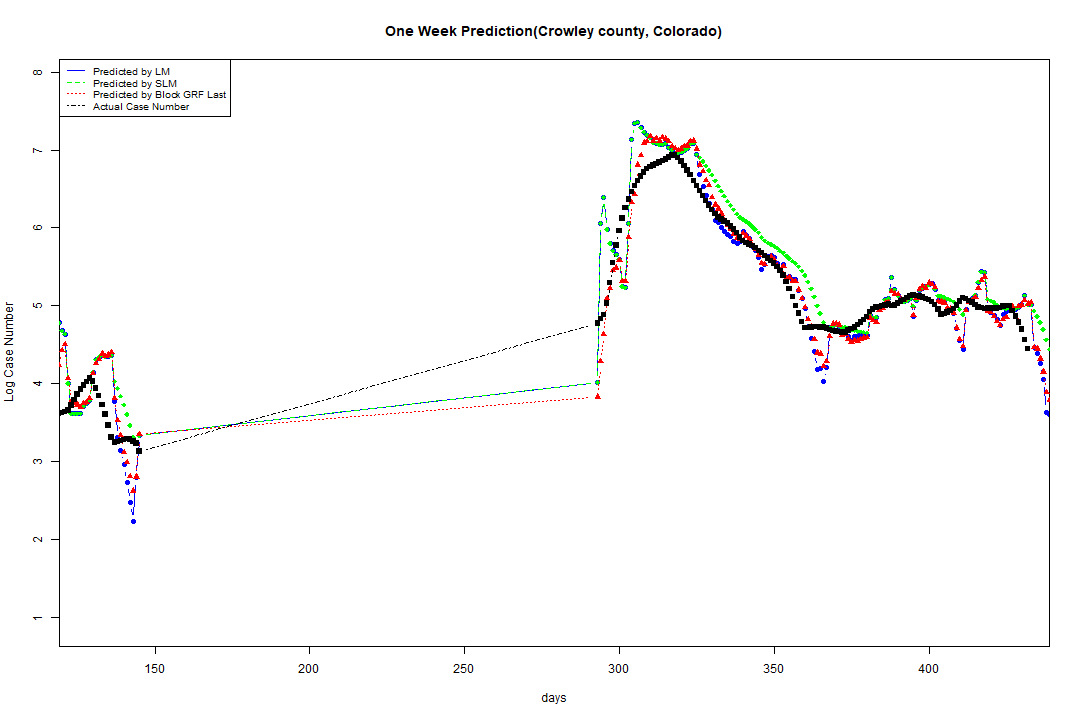 One Week Prediction(Crowley county, Colorado)
Predicted by LM
Predicted by SLM
Predicted by Block GRF Last
Actual Case Number
8
7
6
5
4
3
2
1
Log Case Number
150 200 250 300 350 400
days